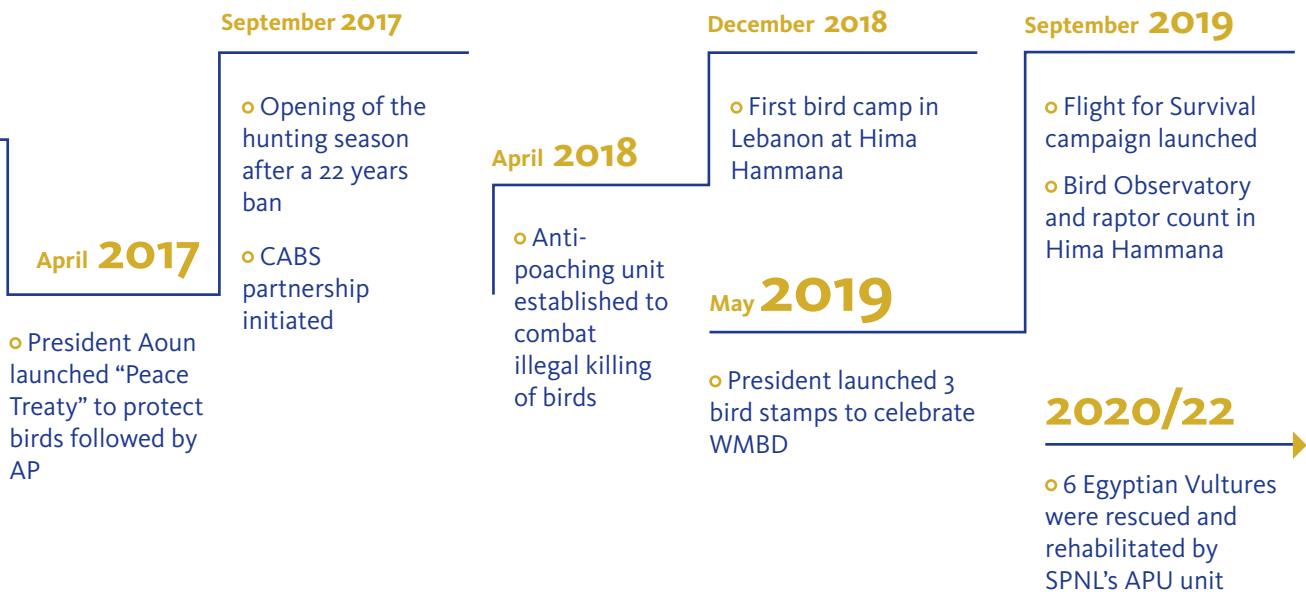 April 2017
President Aoun
launched “Peace
Treaty” to protect
birds followed by
AP
September 2017
Opening of the
hunting season
after a 22 years
ban
CABS
partnership
initiated
April 2018
Anti-
poaching unit
established to
combat
illegal killing
of birds
December 2018
First bird camp in
Lebanon at Hima
Hammana
May 2019
President launched 3
bird stamps to celebrate
WMBD
September 2019
Flight for Survival
campaign launched
Bird Observatory
and raptor count in
Hima Hammana
2020/22
6 Egyptian Vultures
were rescued and
rehabilitated by
SPNL’s APU unit